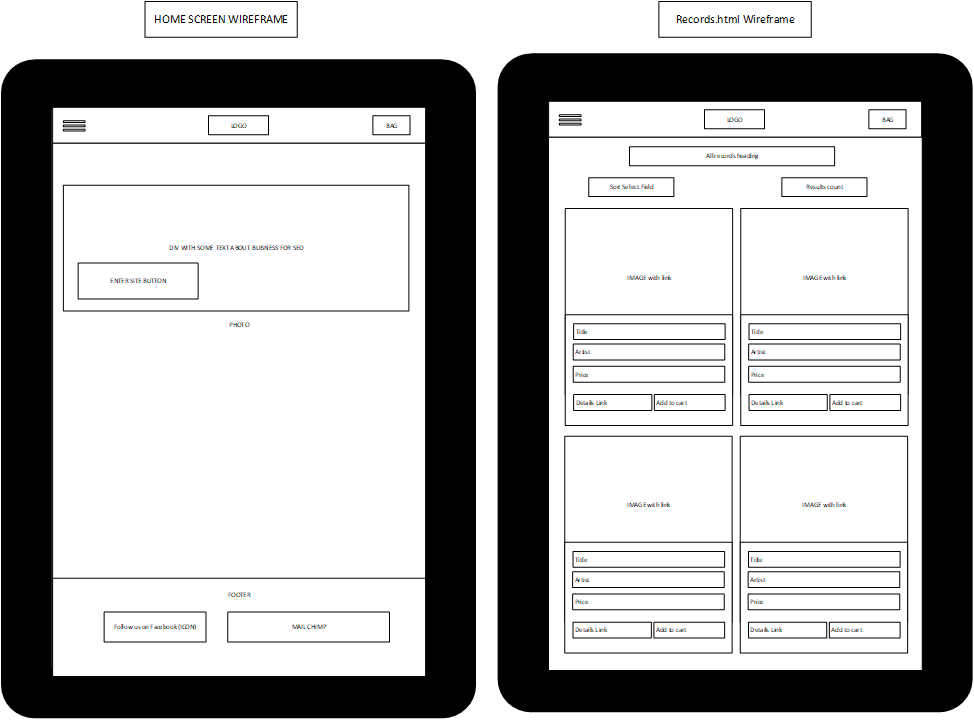 HOME SCREEN WIREFRAME
LOGO
BAG
DIV WITH SOME TEXT ABOUT BUISNESS FOR SEO
ENTER SITE BUTTON
PHOTO
FOOTER
Follow us on Facebook (ICON)
MAIL CHIMP
Records.html Wireframe
LOGO
BAG
All records heading
Sort Select Field
Results count
IMAGE with link
IMAGE with link
Title
Title
Artist
Artist
Price
Price
Details Link
Add to cart
Details Link
Add to cart
IMAGE with link
IMAGE with link
Title
Title
Artist
Artist
Price
Price
Details Link
Add to cart
Details Link
Add to cart